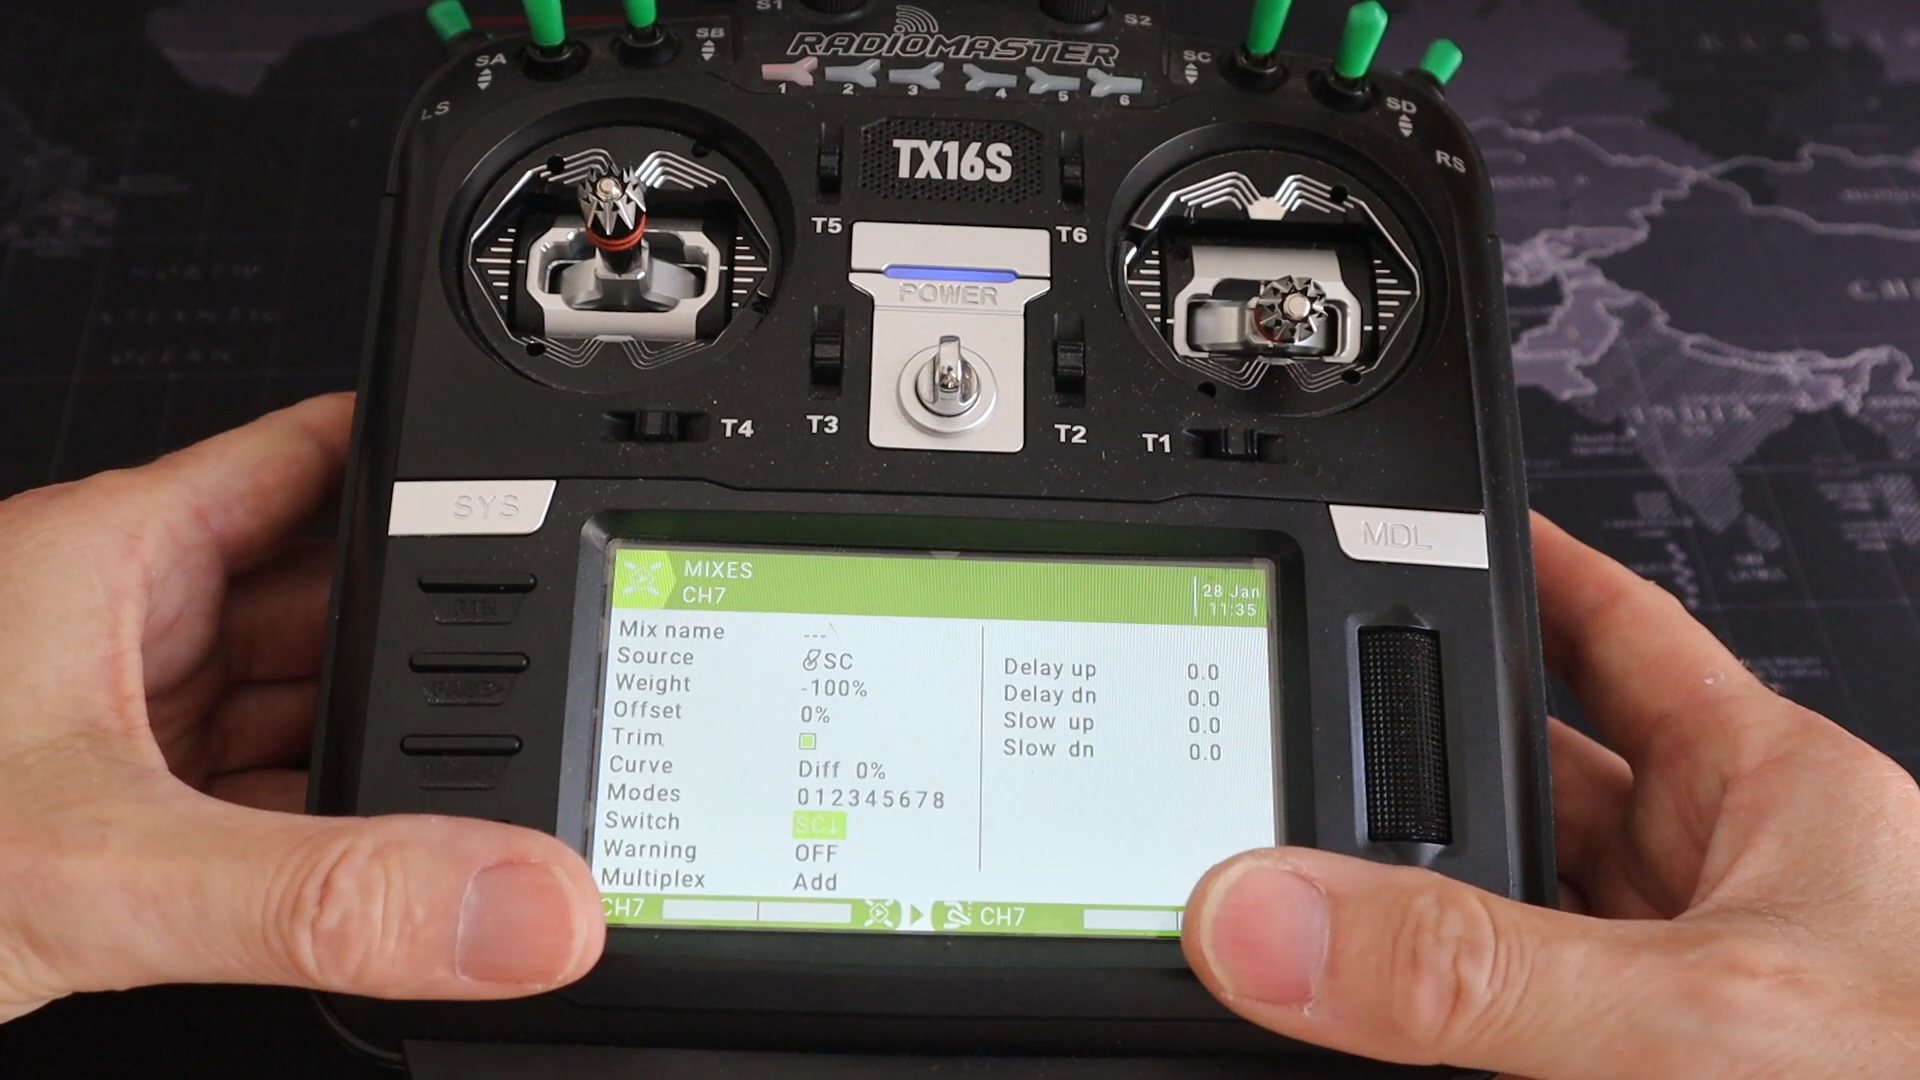 S1
S2
SA
SB
RADIOMASTER
SC
SD
LS
1 2 3 4 5 6
RS
TX16S
T5
T6
POWER
T4
T3
T2
T1
SYS
MDL
MIXES
CH7
28 Jan
11:35
Mix name ---
Source SC
Weight -100%
Offset 0%
Trim
Curve Diff 0%
Modes 012345678
Switch SC↓
Warning OFF
Multiplex Add
Delay up 0.0
Delay dn 0.0
Slow up 0.0
Slow dn 0.0
CH7
CH7
INDIA
OCEAN